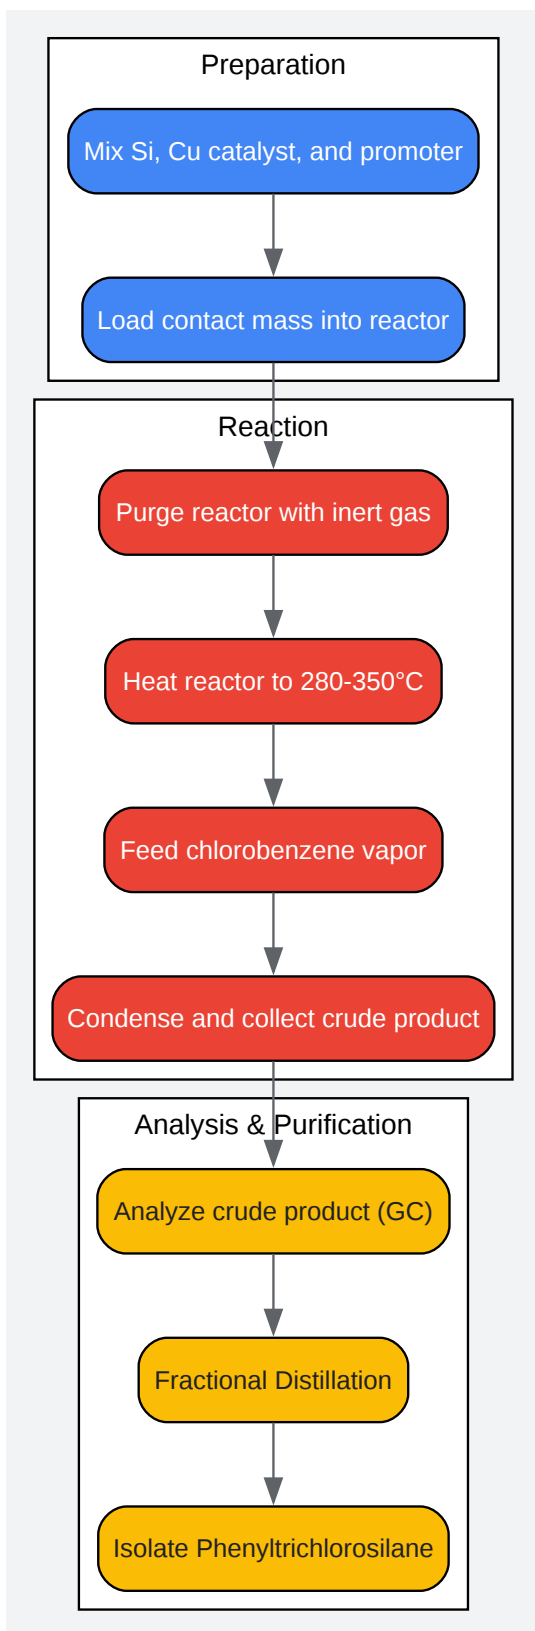 Preparation
Mix Si, Cu catalyst, and promoter
Load contact mass into reactor
Reaction
Purge reactor with inert gas
Heat reactor to 280-350°C
Feed chlorobenzene vapor
Condense and collect crude product
Analysis & Purification
Analyze crude product (GC)
Fractional Distillation
Isolate Phenyltrichlorosilane